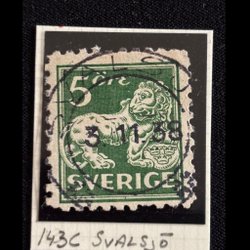 5 ÖRE
3 11 38
SVERIGE
143C SVALSJÖ